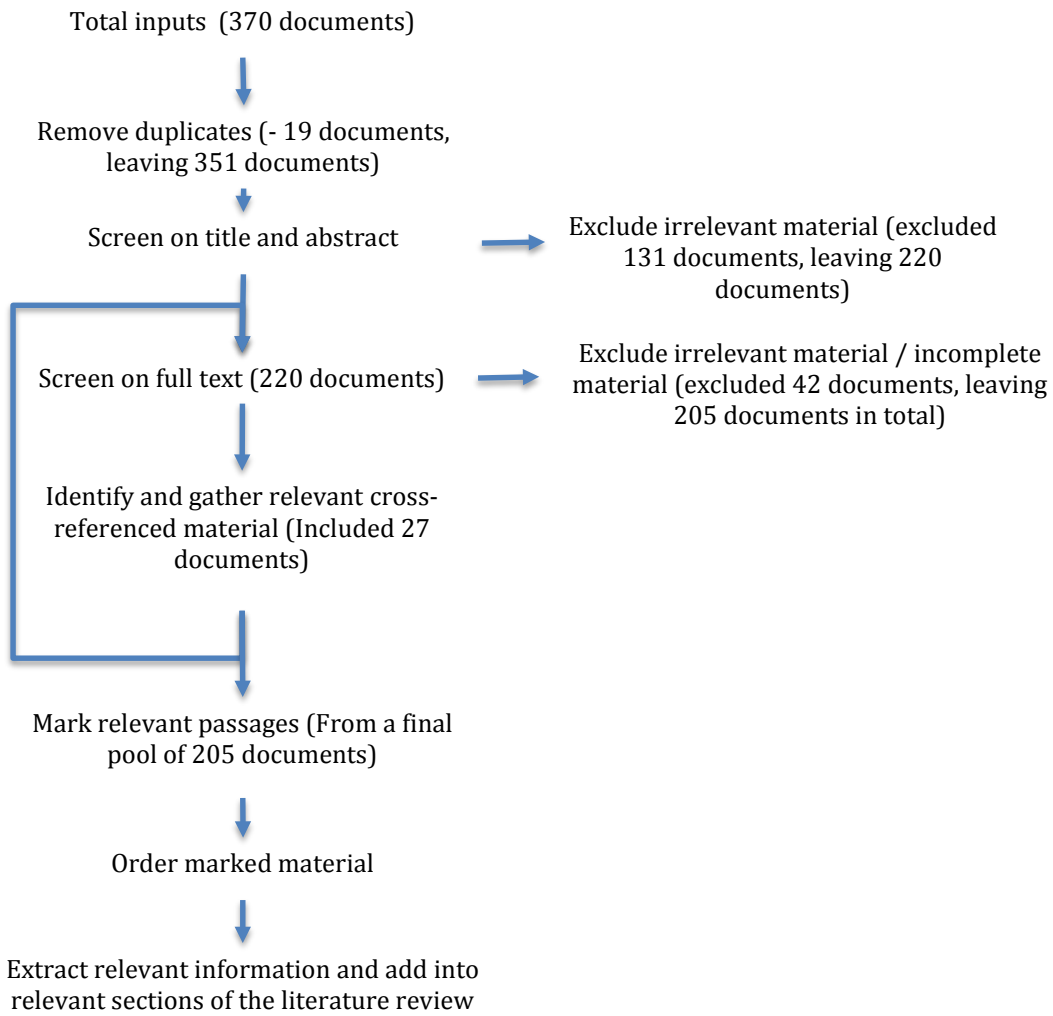 Total inputs  (370 documents)
Remove duplicates (- 19 documents,
leaving 351 documents)
Screen on title and abstract
Exclude irrelevant material (excluded
131 documents, leaving 220
documents)
Screen on full text (220 documents)
Exclude irrelevant material / incomplete
material (excluded 42 documents, leaving
205 documents in total)
Identify and gather relevant cross-
referenced material (Included 27
documents)
Mark relevant passages (From a final
pool of 205 documents)
Order marked material
Extract relevant information and add into
relevant sections of the literature review